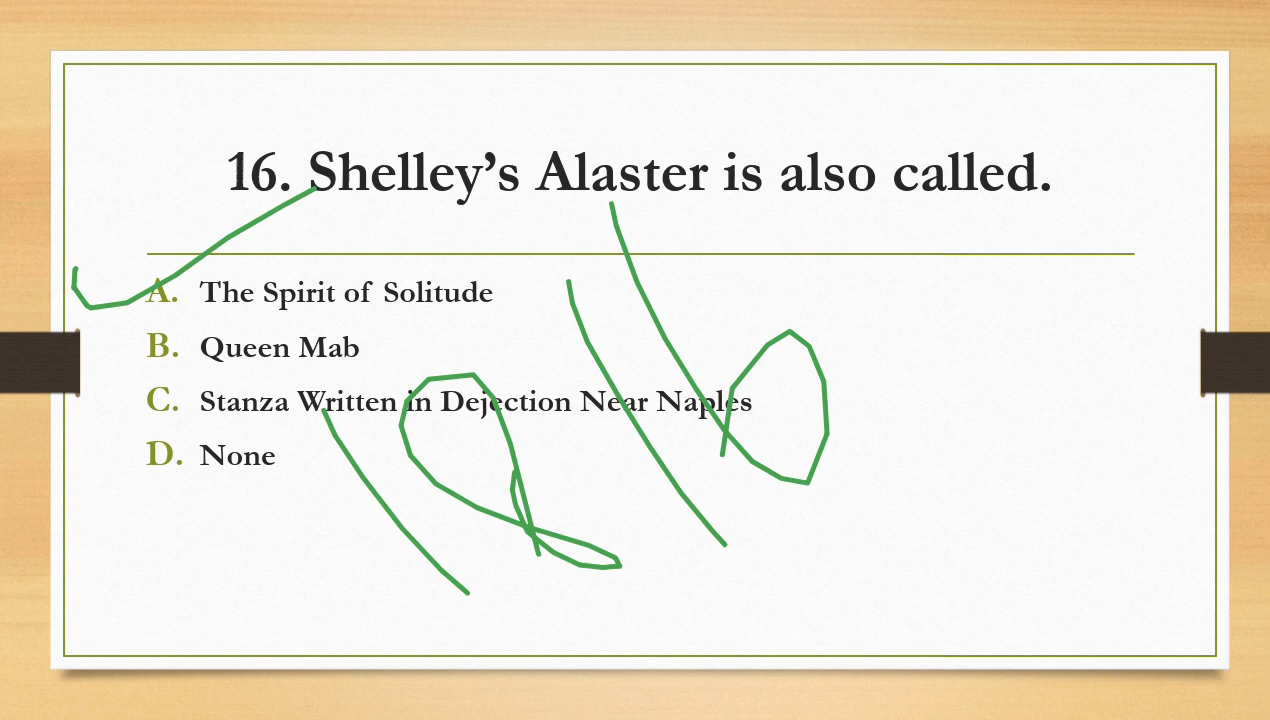 16. Shelley’s Alaster is also called.
A. The Spirit of Solitude
B. Queen Mab
C. Stanza Written in Dejection Near Naples
D. None